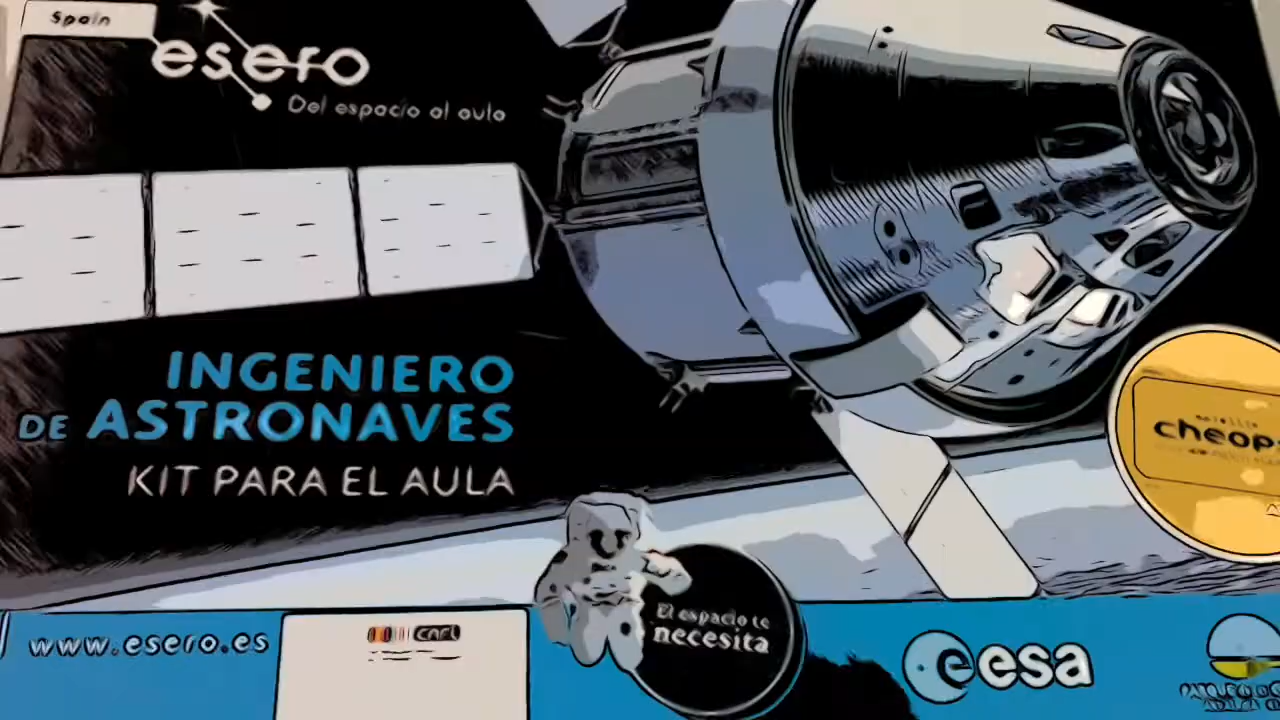 Spain
esero
Del espacio al aula
INGENIERO
DE ASTRONAVES
KIT PARA EL AULA
cheops
El espacio te
necesita
www.esero.es
esa